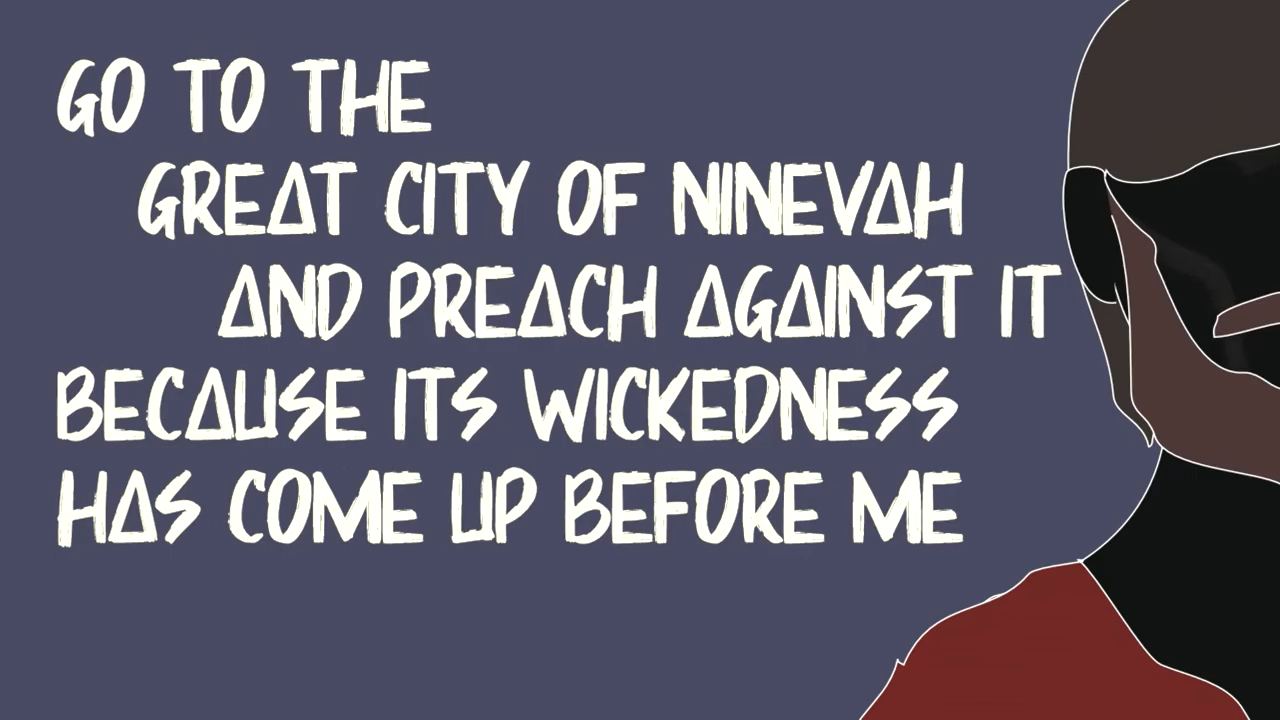 GO TO THE
GREAT CITY OF NINEVAH
AND PREACH AGAINST IT
BECAUSE ITS WICKEDNESS
HAS COME UP BEFORE ME